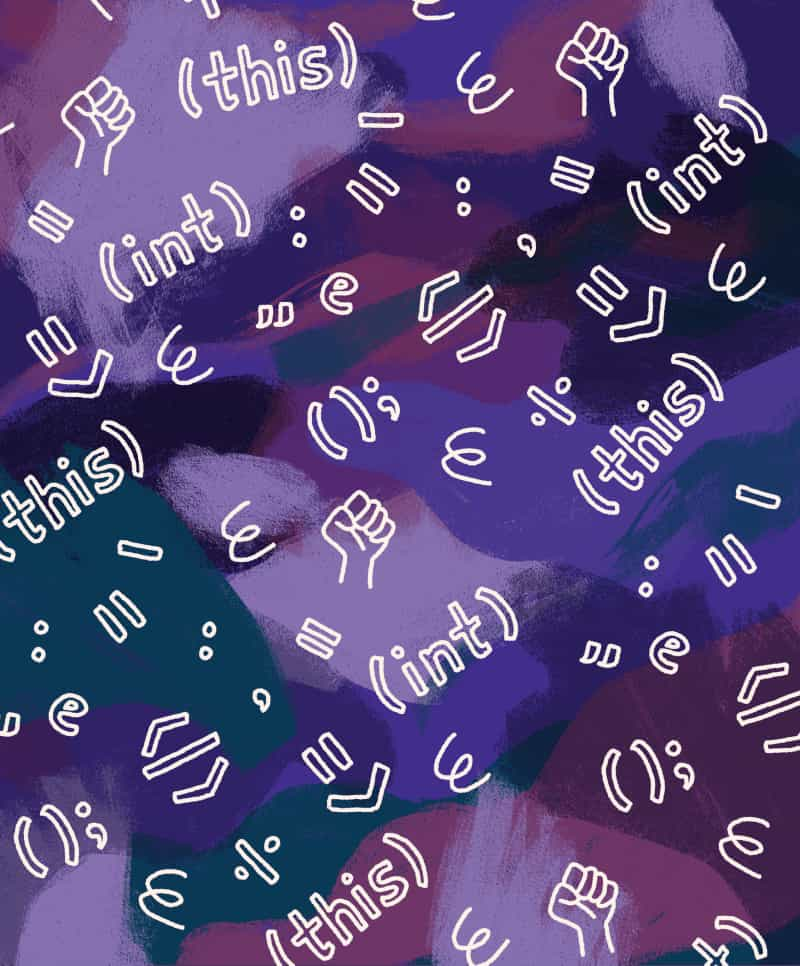 (this)
-
(int)
=
:
=
=
(int)
:
,
„
e
</>
=>
=>
();
%
(this)
(this)
-
-
:
=
=
:
:
=
(int)
„
e
,
e
</>
</>
=>
();
();
%
(this)